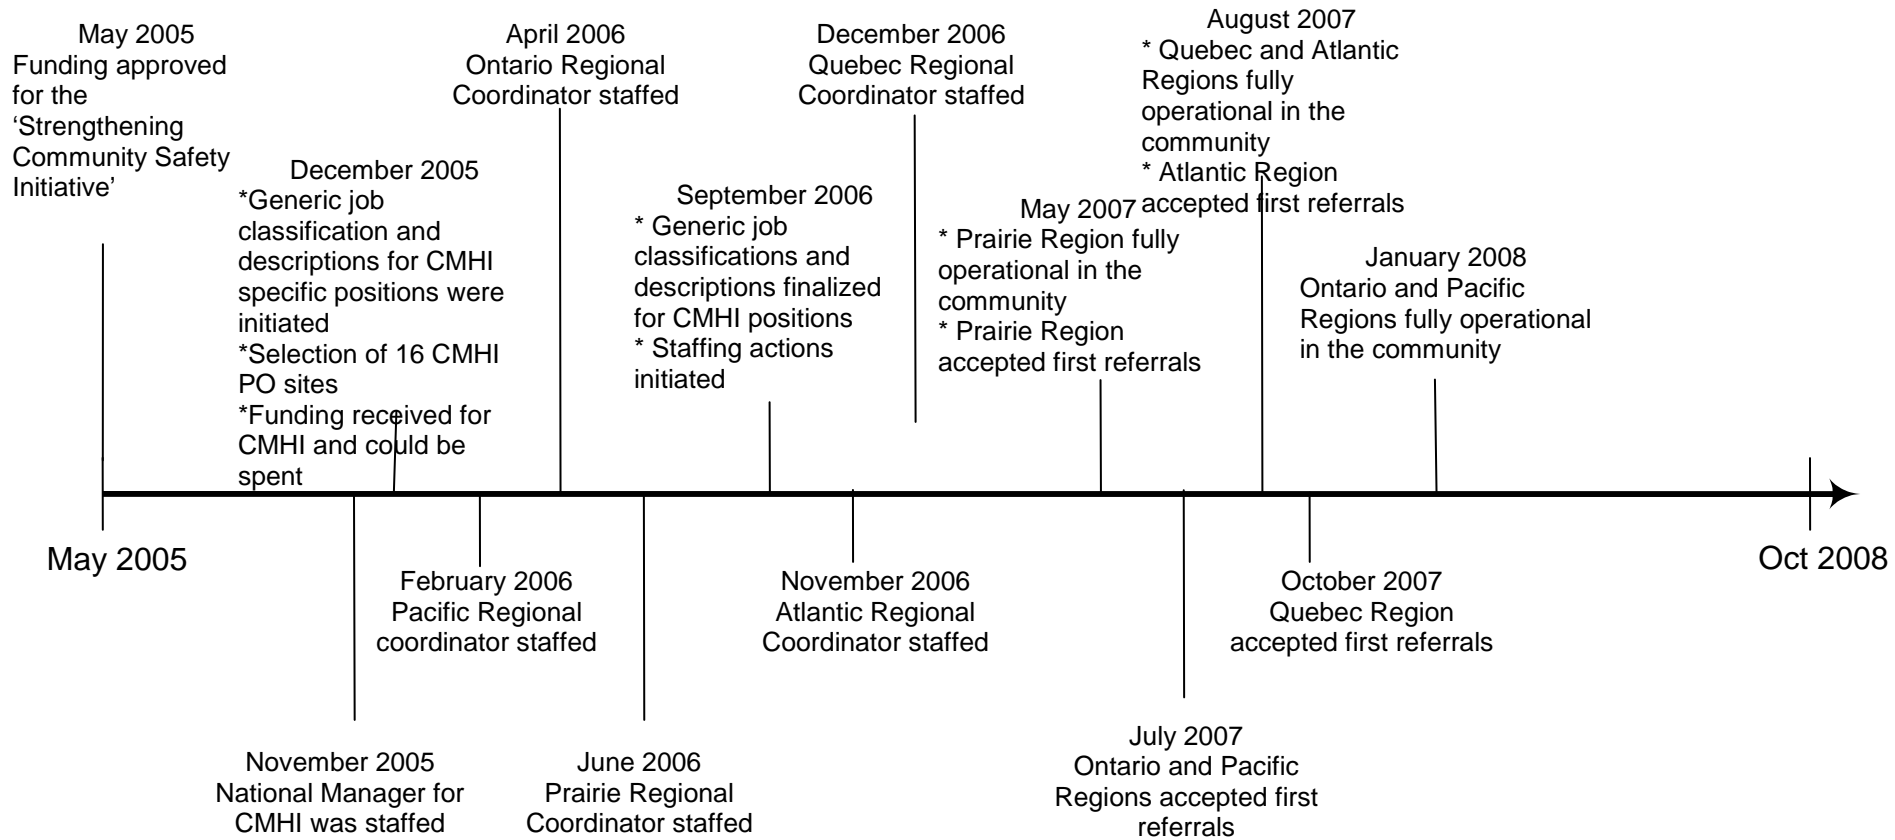 May 2005
Funding approved
for the
‘Strengthening
Community Safety
Initiative’
December 2005
*Generic job
classification and
descriptions for CMHI
specific positions were
initiated
*Selection of 16 CMHI
PO sites
*Funding received for
CMHI and could be
spent
April 2006
Ontario Regional
Coordinator staffed
September 2006
* Generic job
classifications and
descriptions finalized
for CMHI positions
* Staffing actions
initiated
December 2006
Quebec Regional
Coordinator staffed
May 2007
* Prairie Region fully
operational in the
community
* Prairie Region
accepted first referrals
August 2007
* Quebec and Atlantic
Regions fully
operational in the
community
* Atlantic Region
accepted first referrals
January 2008
Ontario and Pacific
Regions fully operational
in the community
May 2005
Oct 2008
November 2005
National Manager for
CMHI was staffed
February 2006
Pacific Regional
coordinator staffed
June 2006
Prairie Regional
Coordinator staffed
November 2006
Atlantic Regional
Coordinator staffed
July 2007
Ontario and Pacific
Regions accepted first
referrals
October 2007
Quebec Region
accepted first referrals